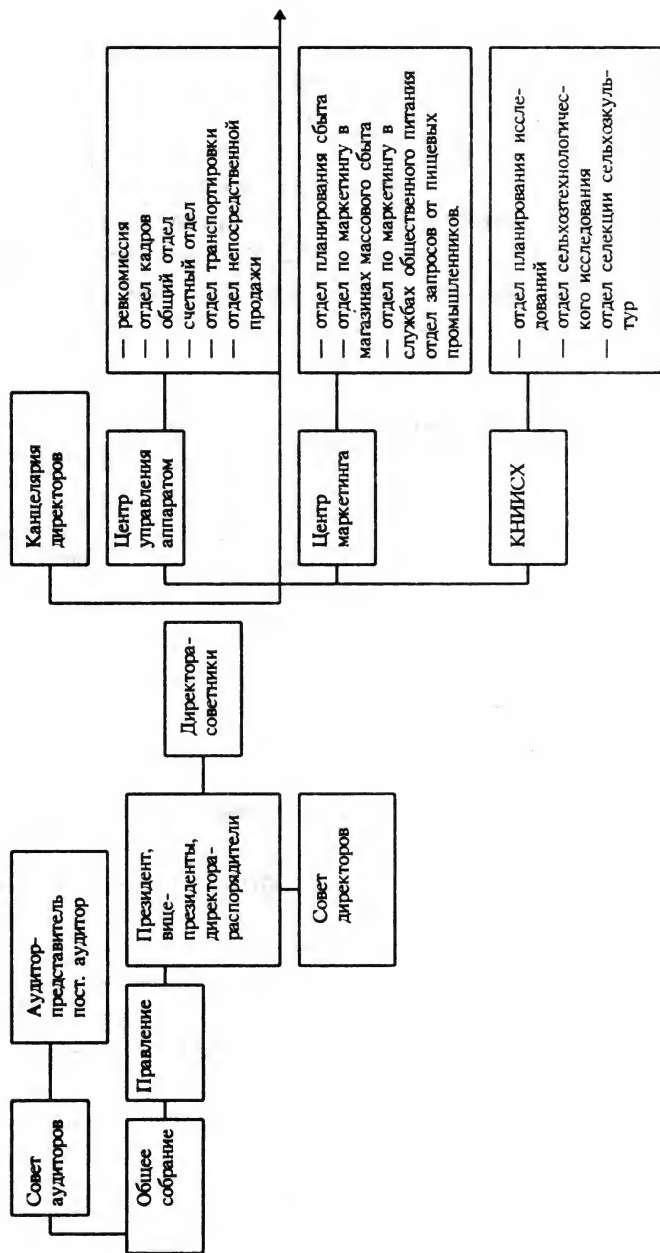 Совет
аудиторов
Аудитор-
представитель
пост. аудитор
Общее
собрание
Правление
Президент,
вице-
президенты,
директора-
распорядители
Директора-
советники
Совет
директоров
Канцелярия
директоров
Центр
управления
аппаратом
— ревкомиссия
— отдел кадров
— общий отдел
— счетный отдел
— отдел транспортировки
— отдел непосредственной
продажи
Центр
маркетинга
— отдел планирования сбыта
— отдел по маркетингу в
магазинах массового сбыта
— отдел по маркетингу в
службах общественного питания
отдел запросов от пищевых
промышленников.
КНИИСХ
— отдел планирования иссле-
дований
— отдел сельхозтехнологичес-
кого исследования
— отдел селекции сельхозкуль-
тур